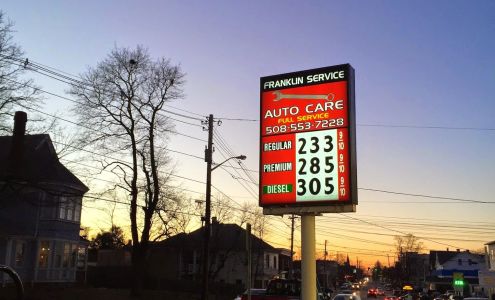 FRANKLIN SERVICE
AUTO CARE
FULL SERVICE
508-553-7228
REGULAR 233 9/10
PREMIUM 285 9/10
DIESEL 305 9/10